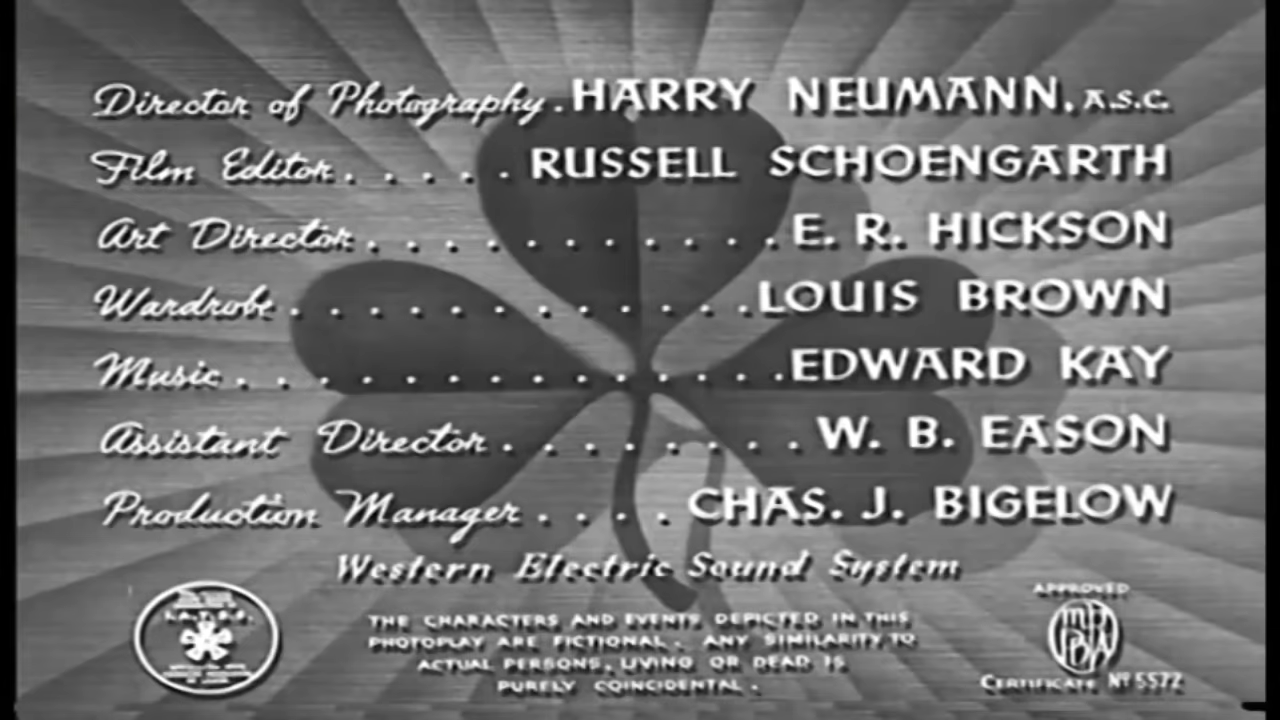 Director of Photography . HARRY NEUMANN, A.S.C.
Film Editor . . . . . RUSSELL SCHOENGARTH
Art Director . . . . . . . . . . . . E. R. HICKSON
Wardrobe . . . . . . . . . . . . LOUIS BROWN
Music . . . . . . . . . . . . . . EDWARD KAY
Assistant Director . . . . . . . . W. B. EASON
Production Manager . . . . CHAS. J. BIGELOW
Western Electric Sound System
I.A.T.S.E.
THE CHARACTERS AND EVENTS DEPICTED IN THIS
PHOTOPLAY ARE FICTIONAL. ANY SIMILARITY TO
ACTUAL PERSONS, LIVING OR DEAD IS
PURELY COINCIDENTAL.
APPROVED
CERTIFICATE Nº 5572